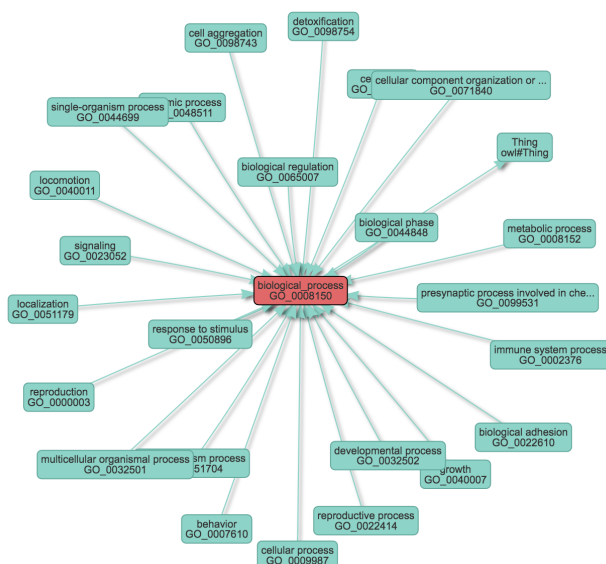 detoxification
GO_0098754
cell aggregation
GO_0098743
cellular component organization or ...
GO_0071840
single-organism process
GO_0044699
GO_0048511
Thing
owl#Thing
biological regulation
GO_0065007
locomotion
GO_0040011
biological phase
GO_0044848
metabolic process
GO_0008152
signaling
GO_0023052
biological_process
GO_0008150
presynaptic process involved in che...
GO_0099531
localization
GO_0051179
response to stimulus
GO_0050896
immune system process
GO_0002376
reproduction
GO_0000003
biological adhesion
GO_0022610
multicellular organismal process
GO_0032501
process
51704
developmental process
GO_0032502
growth
GO_0040007
behavior
GO_0007610
reproductive process
GO_0022414
cellular process
GO_0009987